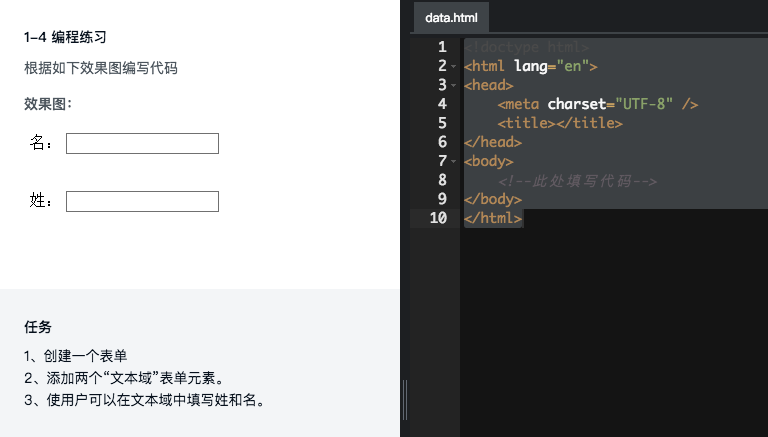 1-4 编程练习
根据如下效果图编写代码
效果图：
名：
姓：
任务
1、创建一个表单
2、添加两个“文本域”表单元素。
3、使用户可以在文本域中填写姓和名。
data.html
1 <!doctype html>
2 <html lang="en">
3 <head>
4 <meta charset="UTF-8" />
5 <title></title>
6 </head>
7 <body>
8 <!--此处填写代码-->
9 </body>
10 </html>